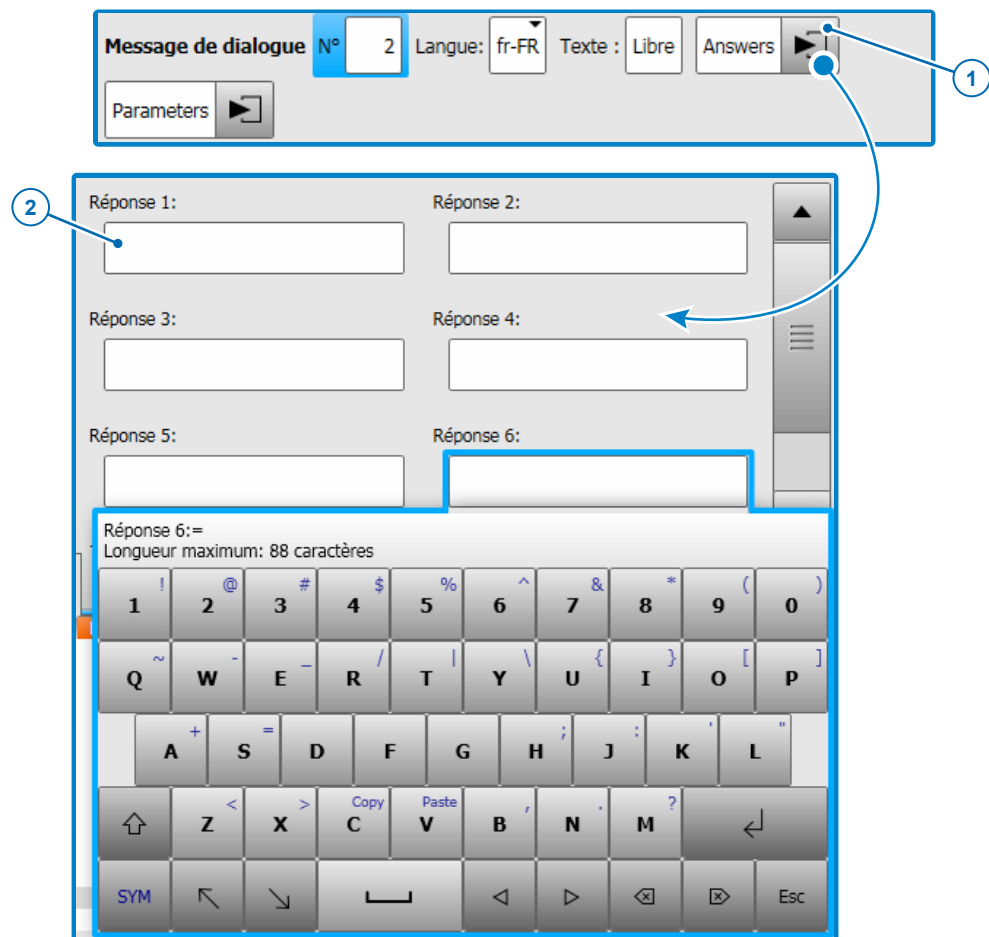 Message de dialogue N° 2 Langue: fr-FR Texte : Libre Answers
1
Parameters
2
Réponse 1: Réponse 2:
Réponse 3: Réponse 4:
Réponse 5: Réponse 6:
Réponse 6:=
Longueur maximum: 88 caractères
1 ! 2 @ 3 # 4 $ 5 % 6 ^ 7 & 8 * 9 ( 0 )
Q ~ W - E _ R / T | Y \ U { I } O [ P ]
A + S = D F G H ; J : K ' L "
Z < X > C Copy V Paste B , N . M ?
SYM Esc